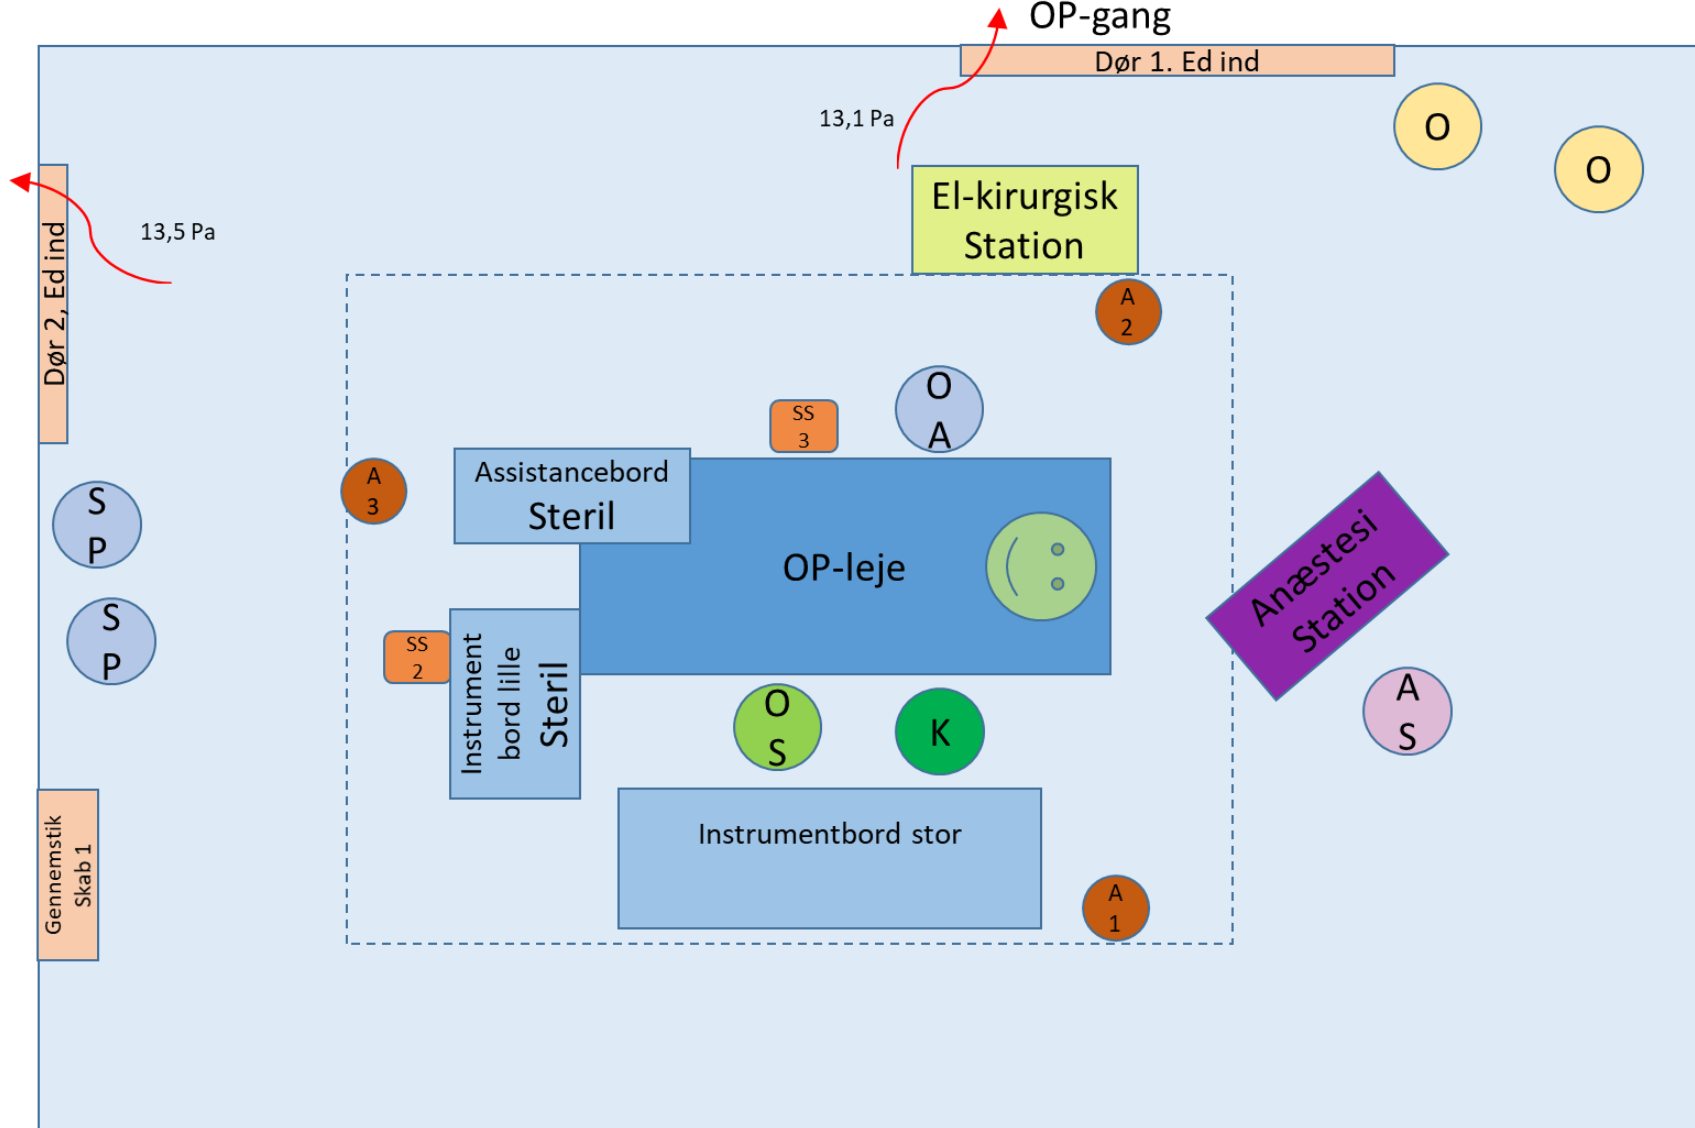 OP-gang
Dør 1. Ed ind
13,1 Pa
O
O
El-kirurgisk
Station
13,5 Pa
Dør 2, Ed ind
A
2
O
A
SS
3
Assistancebord
Steril
A
3
S
P
OP-leje
Anæstesi
Station
S
P
SS
2
Instrument
bord lille
Steril
O
S
K
A
S
Instrumentbord stor
Gennemstik
Skab 1
A
1